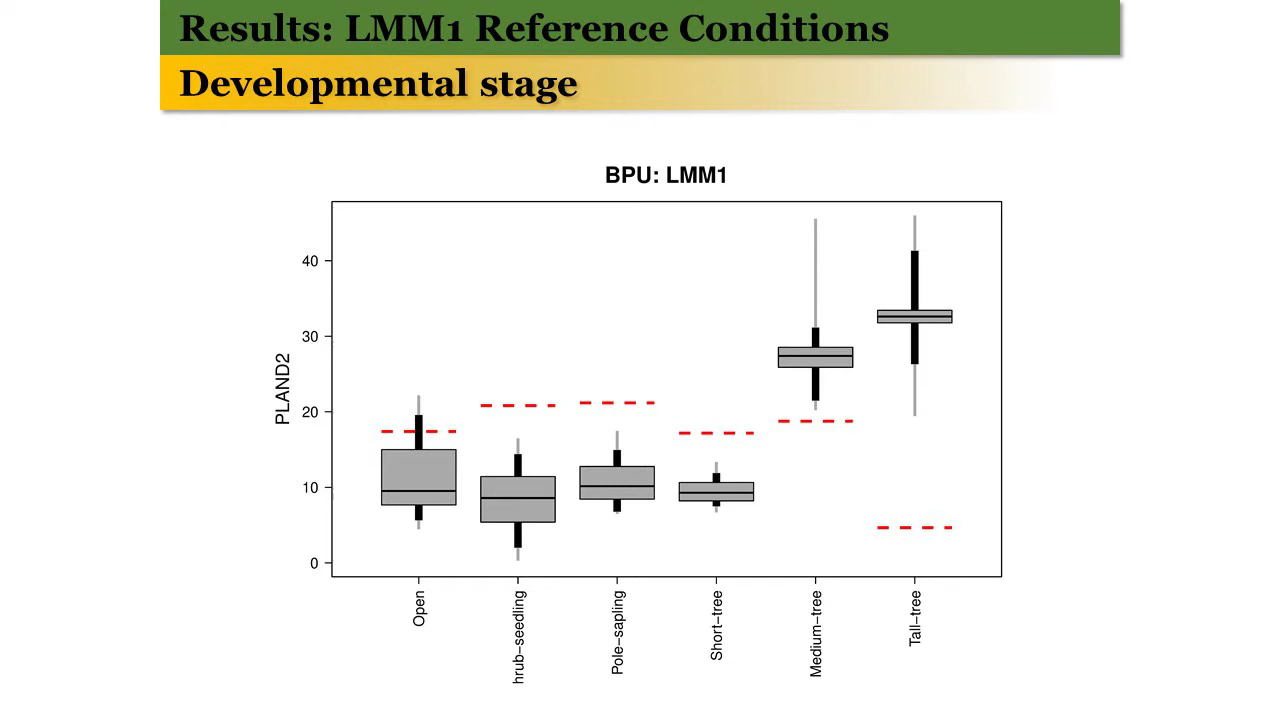 Results: LMM1 Reference Conditions
Developmental stage
BPU: LMM1
PLAND2
40
30
20
10
0
Open
hrub−seedling
Pole−sapling
Short−tree
Medium−tree
Tall−tree